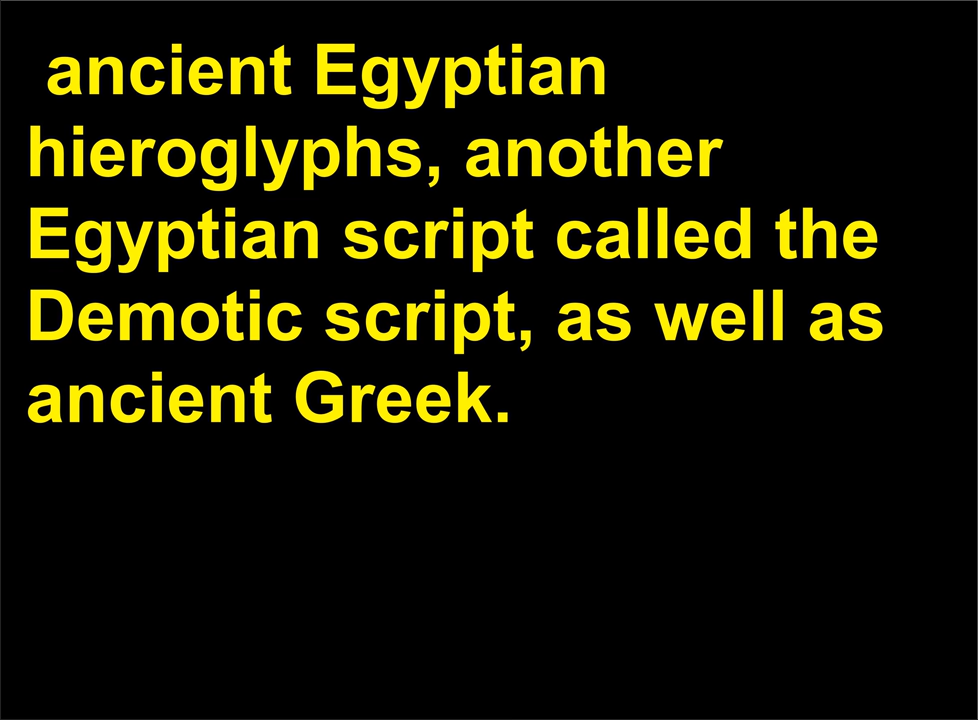 ancient Egyptian
hieroglyphs, another
Egyptian script called the
Demotic script, as well as
ancient Greek.